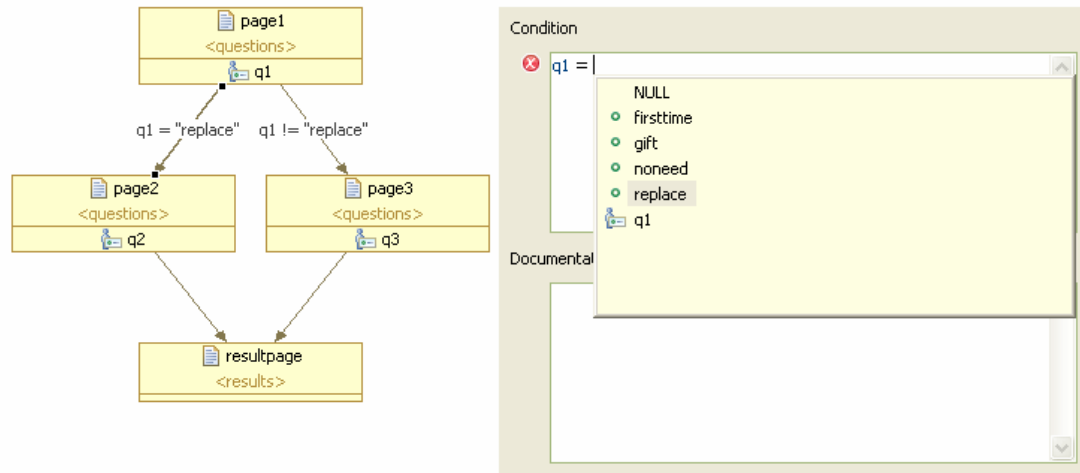 page1
<questions>
q1
q1 = "replace"
q1 != "replace"
page2
<questions>
q2
page3
<questions>
q3
resultpage
<results>
Condition
q1 =
NULL
firsttime
gift
noneed
replace
q1